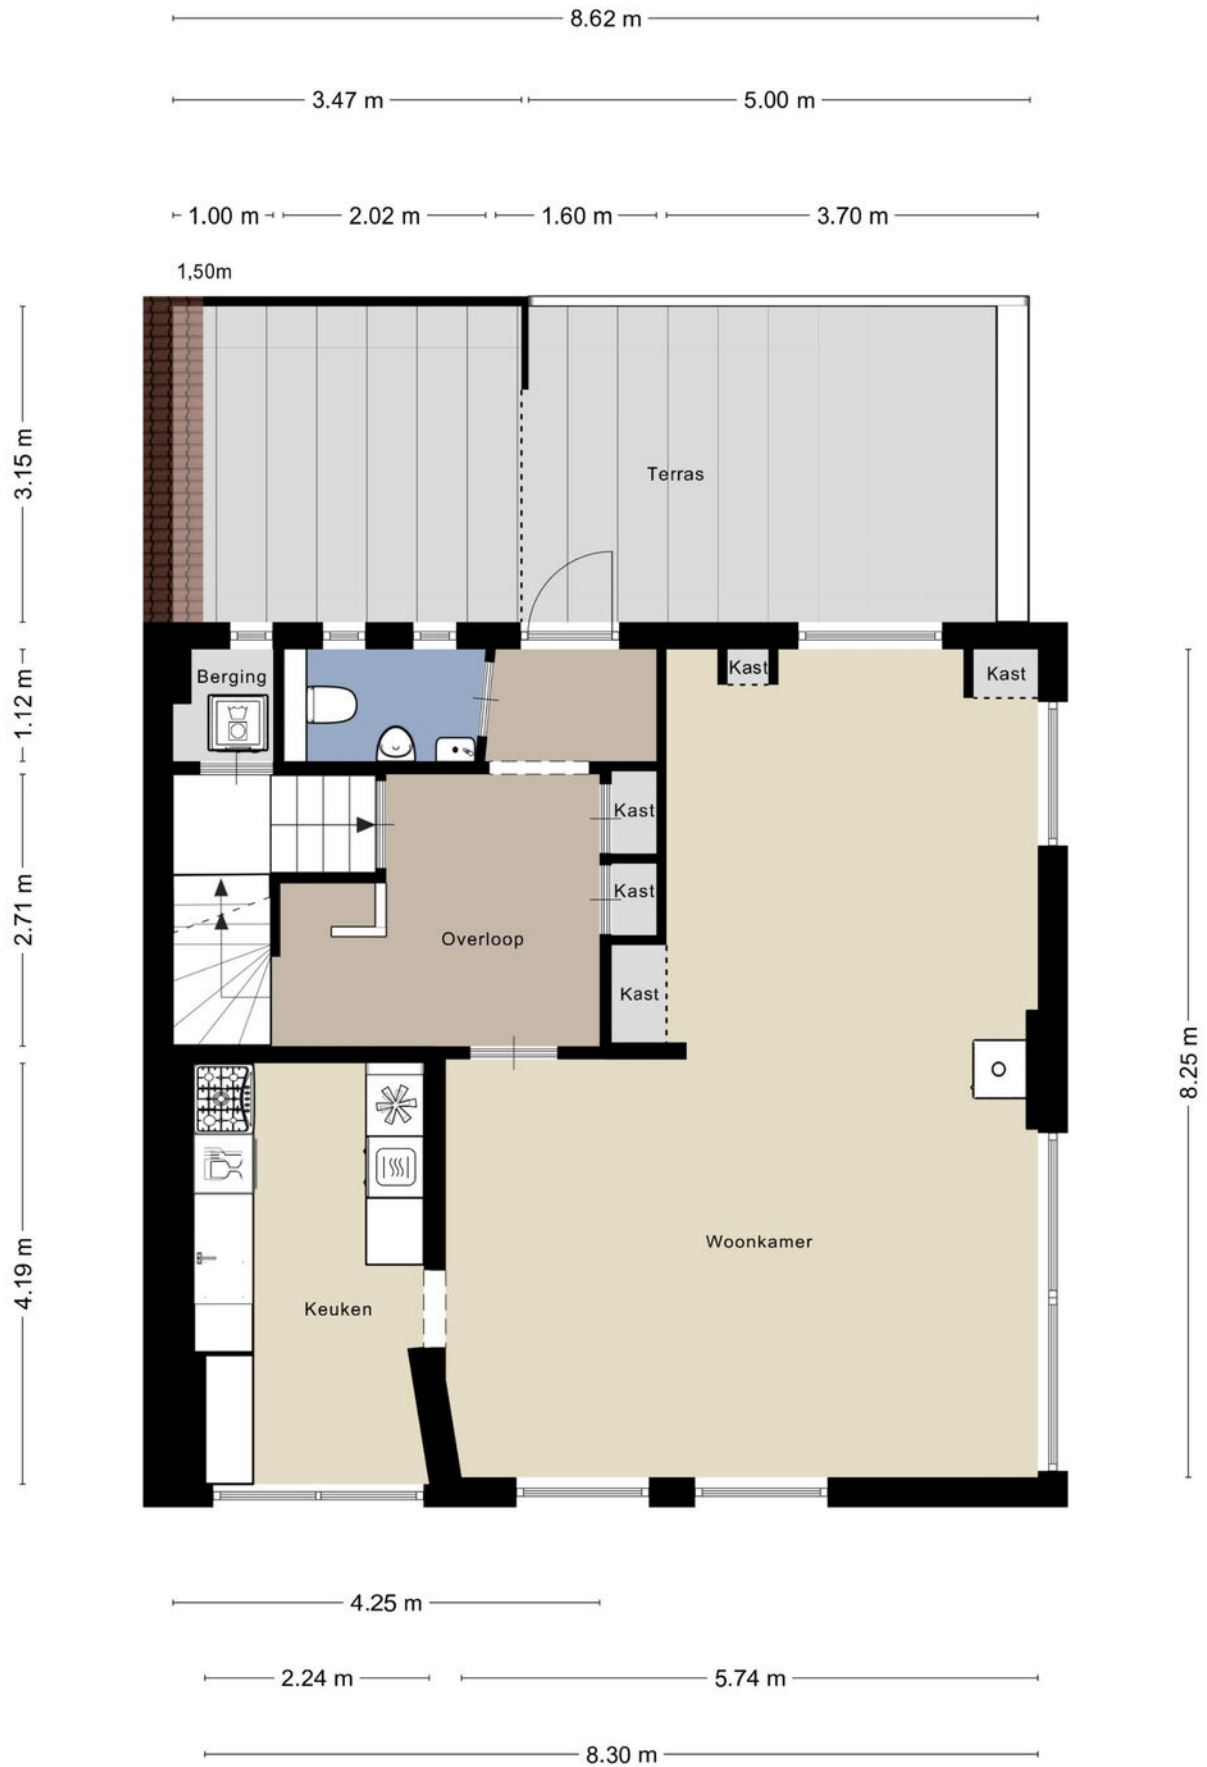 8.62 m
3.47 m
5.00 m
1.00 m
2.02 m
1.60 m
3.70 m
1,50m
3.15 m
Terras
1.12 m
Berging
Kast
Kast
2.71 m
Kast
Kast
Overloop
Kast
8.25 m
4.19 m
Woonkamer
Keuken
4.25 m
2.24 m
5.74 m
8.30 m